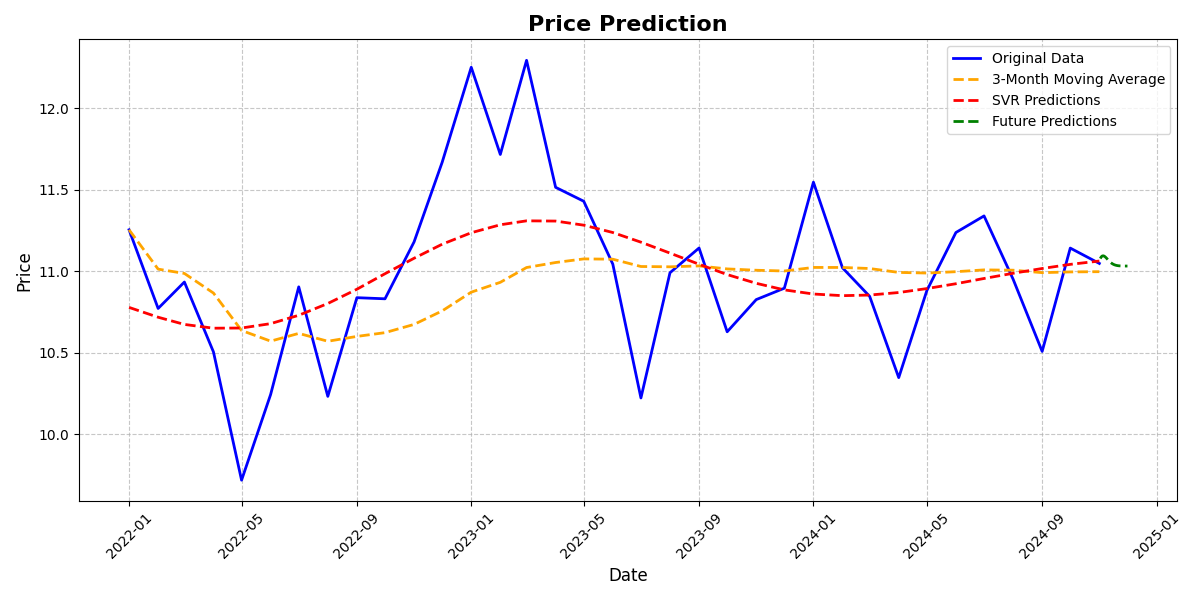 Price Prediction
Original Data
3-Month Moving Average
SVR Predictions
Future Predictions
Price
12.0
11.5
11.0
10.5
10.0
2022-01
2022-05
2022-09
2023-01
2023-05
2023-09
2024-01
2024-05
2024-09
2025-01
Date